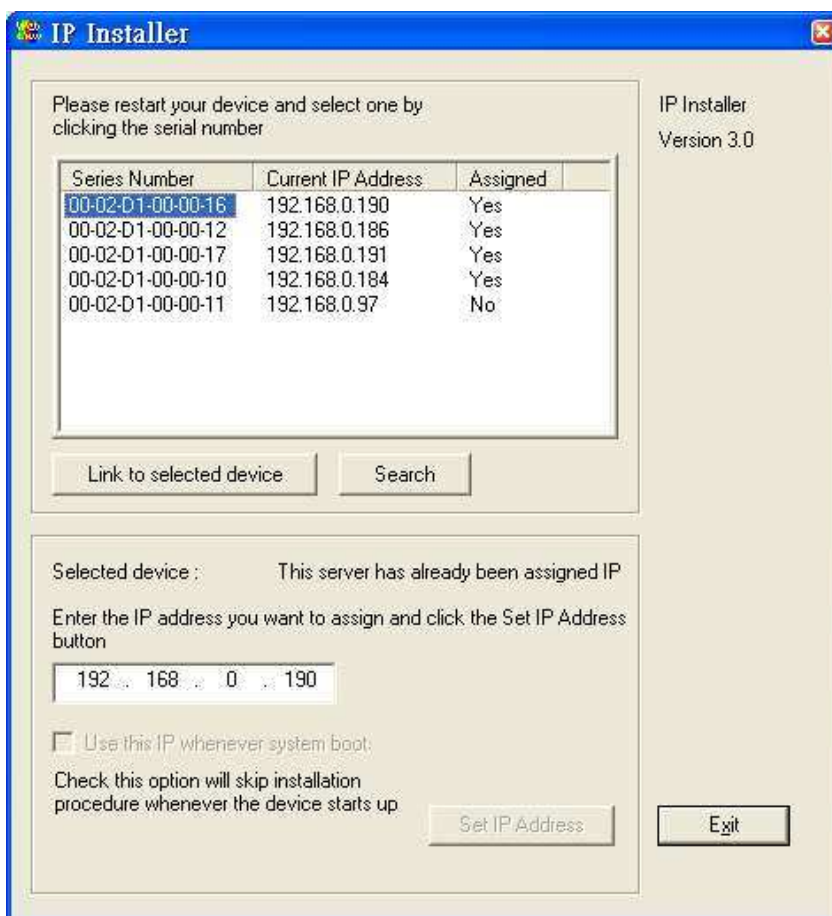 IP Installer
Please restart your device and select one by
clicking the serial number
IP Installer
Version 3.0
Series Number Current IP Address Assigned
00-02-D1-00-00-16 192.168.0.190 Yes
00-02-D1-00-00-12 192.168.0.186 Yes
00-02-D1-00-00-17 192.168.0.191 Yes
00-02-D1-00-00-10 192.168.0.184 Yes
00-02-D1-00-00-11 192.168.0.97 No
Link to selected device Search
Selected device : This server has already been assigned IP
Enter the IP address you want to assign and click the Set IP Address
button
192 . 168 . 0 . 190
Use this IP whenever system boot.
Check this option will skip installation
procedure whenever the device starts up
Set IP Address
Exit